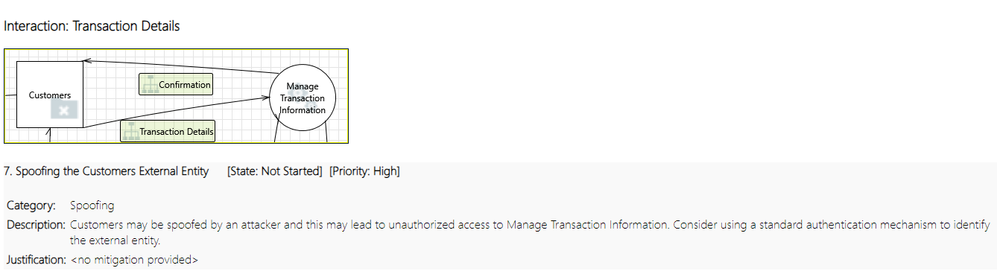 Interaction: Transaction Details
Confirmation
Customers
Manage
Transaction
Information
Transaction Details
7. Spoofing the Customers External Entity [State: Not Started] [Priority: High]
Category: Spoofing
Description: Customers may be spoofed by an attacker and this may lead to unauthorized access to Manage Transaction Information. Consider using a standard authentication mechanism to identify
the external entity.
Justification: <no mitigation provided>